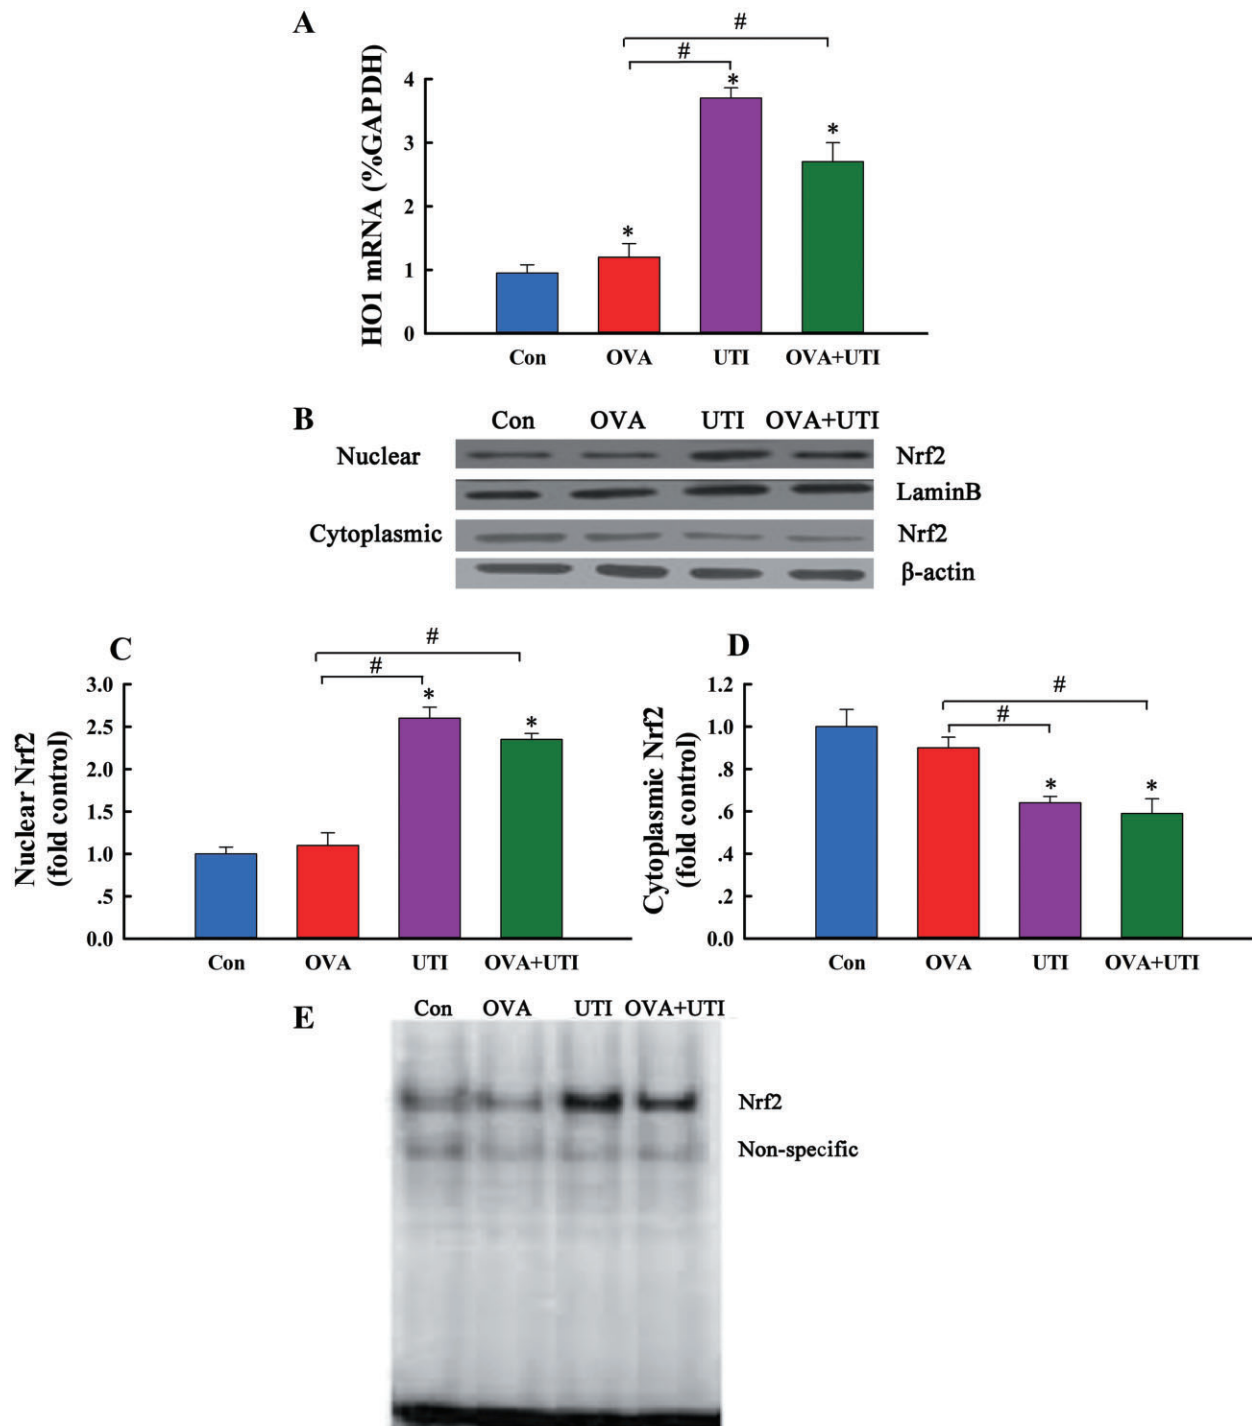 A
#
#
HO1 mRNA (%GAPDH)
4
3
2
1
0
*
*
*
Con OVA UTI OVA+UTI
B
Con OVA UTI OVA+UTI
Nuclear Nrf2
LaminB
Cytoplasmic Nrf2
β-actin
C
#
#
Nuclear Nrf2
(fold control)
3.0
2.5
2.0
1.5
1.0
.5
0.0
*
*
Con OVA UTI OVA+UTI
D
#
#
Cytoplasmic Nrf2
(fold control)
1.2
1.0
.8
.6
.4
.2
0.0
*
*
Con OVA UTI OVA+UTI
E
Con OVA UTI OVA+UTI
Nrf2
Non-specific